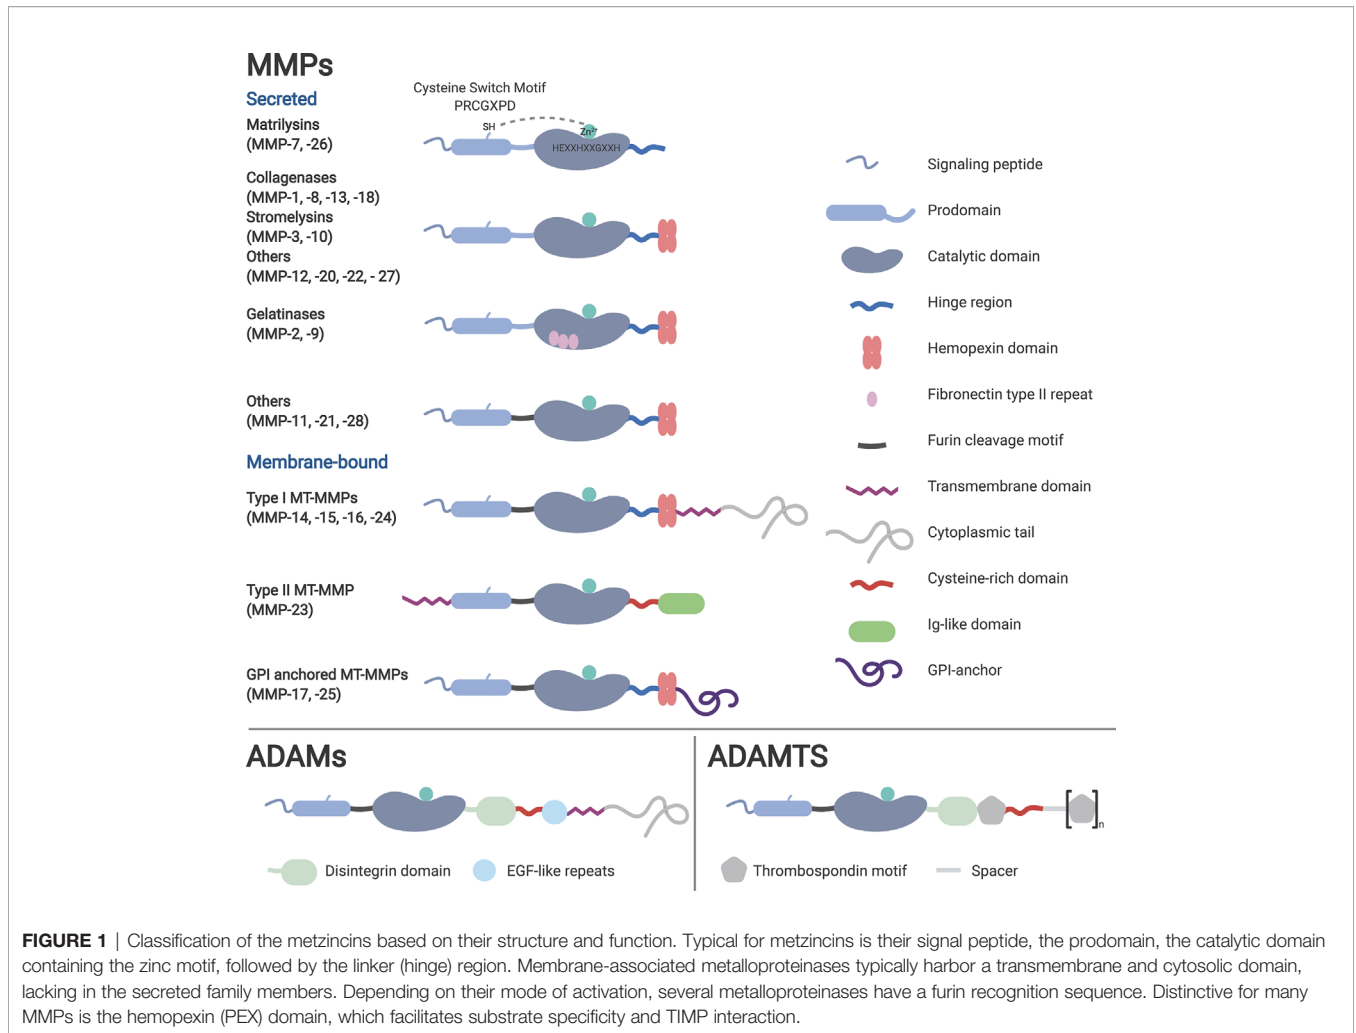 MMPs
Secreted
Cysteine Switch Motif
PRCGXPD
SH
Zn²⁺
HEXXHXXGXXH
Matrilysins
(MMP-7, -26)
Collagenases
(MMP-1, -8, -13, -18)
Stromelysins
(MMP-3, -10)
Others
(MMP-12, -20, -22, - 27)
Gelatinases
(MMP-2, -9)
Others
(MMP-11, -21, -28)
Membrane-bound
Type I MT-MMPs
(MMP-14, -15, -16, -24)
Type II MT-MMP
(MMP-23)
GPI anchored MT-MMPs
(MMP-17, -25)
Signaling peptide
Prodomain
Catalytic domain
Hinge region
Hemopexin domain
Fibronectin type II repeat
Furin cleavage motif
Transmembrane domain
Cytoplasmic tail
Cysteine-rich domain
Ig-like domain
GPI-anchor
ADAMs
Disintegrin domain
EGF-like repeats
ADAMTS
[ ]n
Thrombospondin motif
Spacer
FIGURE 1 | Classification of the metzincins based on their structure and function. Typical for metzincins is their signal peptide, the prodomain, the catalytic domain
containing the zinc motif, followed by the linker (hinge) region. Membrane-associated metalloproteinases typically harbor a transmembrane and cytosolic domain,
lacking in the secreted family members. Depending on their mode of activation, several metalloproteinases have a furin recognition sequence. Distinctive for many
MMPs is the hemopexin (PEX) domain, which facilitates substrate specificity and TIMP interaction.